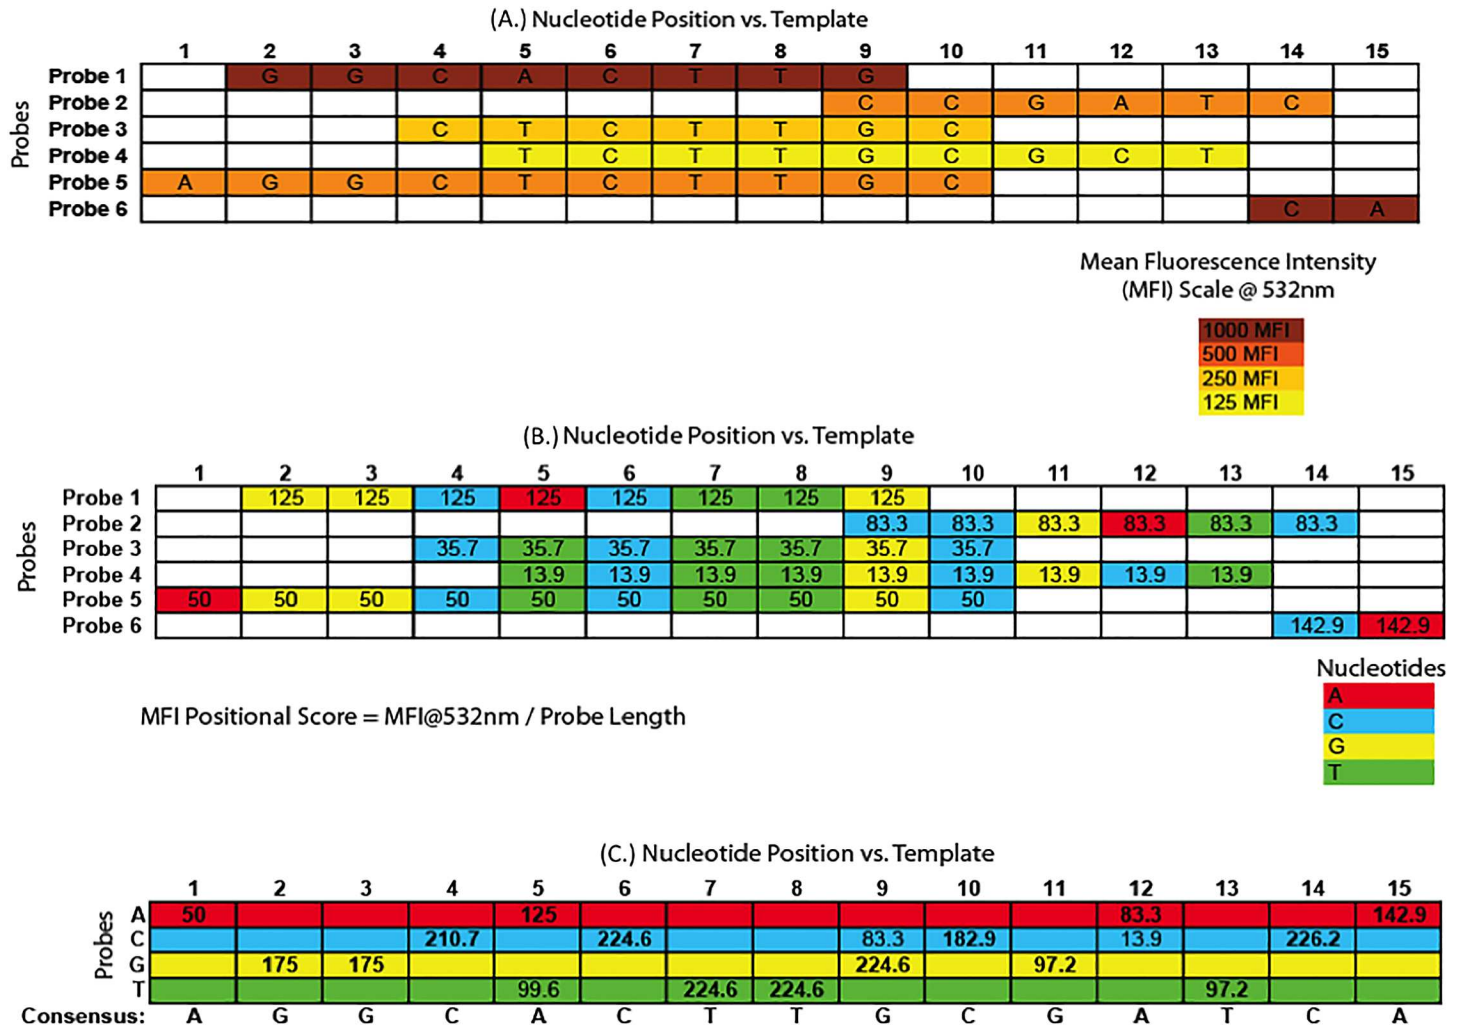 (A.) Nucleotide Position vs. Template
1 2 3 4 5 6 7 8 9 10 11 12 13 14 15
Probes
Probe 1 G G C A C T T G
Probe 2 C C G A T C
Probe 3 C T C T T G C
Probe 4 T C T T G C G C T
Probe 5 A G G C T C T T G C
Probe 6 C A
Mean Fluorescence Intensity
(MFI) Scale @ 532nm
1000 MFI
500 MFI
250 MFI
125 MFI
(B.) Nucleotide Position vs. Template
1 2 3 4 5 6 7 8 9 10 11 12 13 14 15
Probes
Probe 1 125 125 125 125 125 125 125 125
Probe 2 83.3 83.3 83.3 83.3 83.3 83.3
Probe 3 35.7 35.7 35.7 35.7 35.7 35.7 35.7
Probe 4 13.9 13.9 13.9 13.9 13.9 13.9 13.9 13.9 13.9
Probe 5 50 50 50 50 50 50 50 50 50 50
Probe 6 142.9 142.9
Nucleotides
A
C
G
T
MFI Positional Score = MFI@532nm / Probe Length
(C.) Nucleotide Position vs. Template
1 2 3 4 5 6 7 8 9 10 11 12 13 14 15
Probes
A 50 125 83.3 142.9
C 210.7 224.6 83.3 182.9 13.9 226.2
G 175 175 224.6 97.2
T 99.6 224.6 224.6 97.2
Consensus: A G G C A C T T G C G A T C A